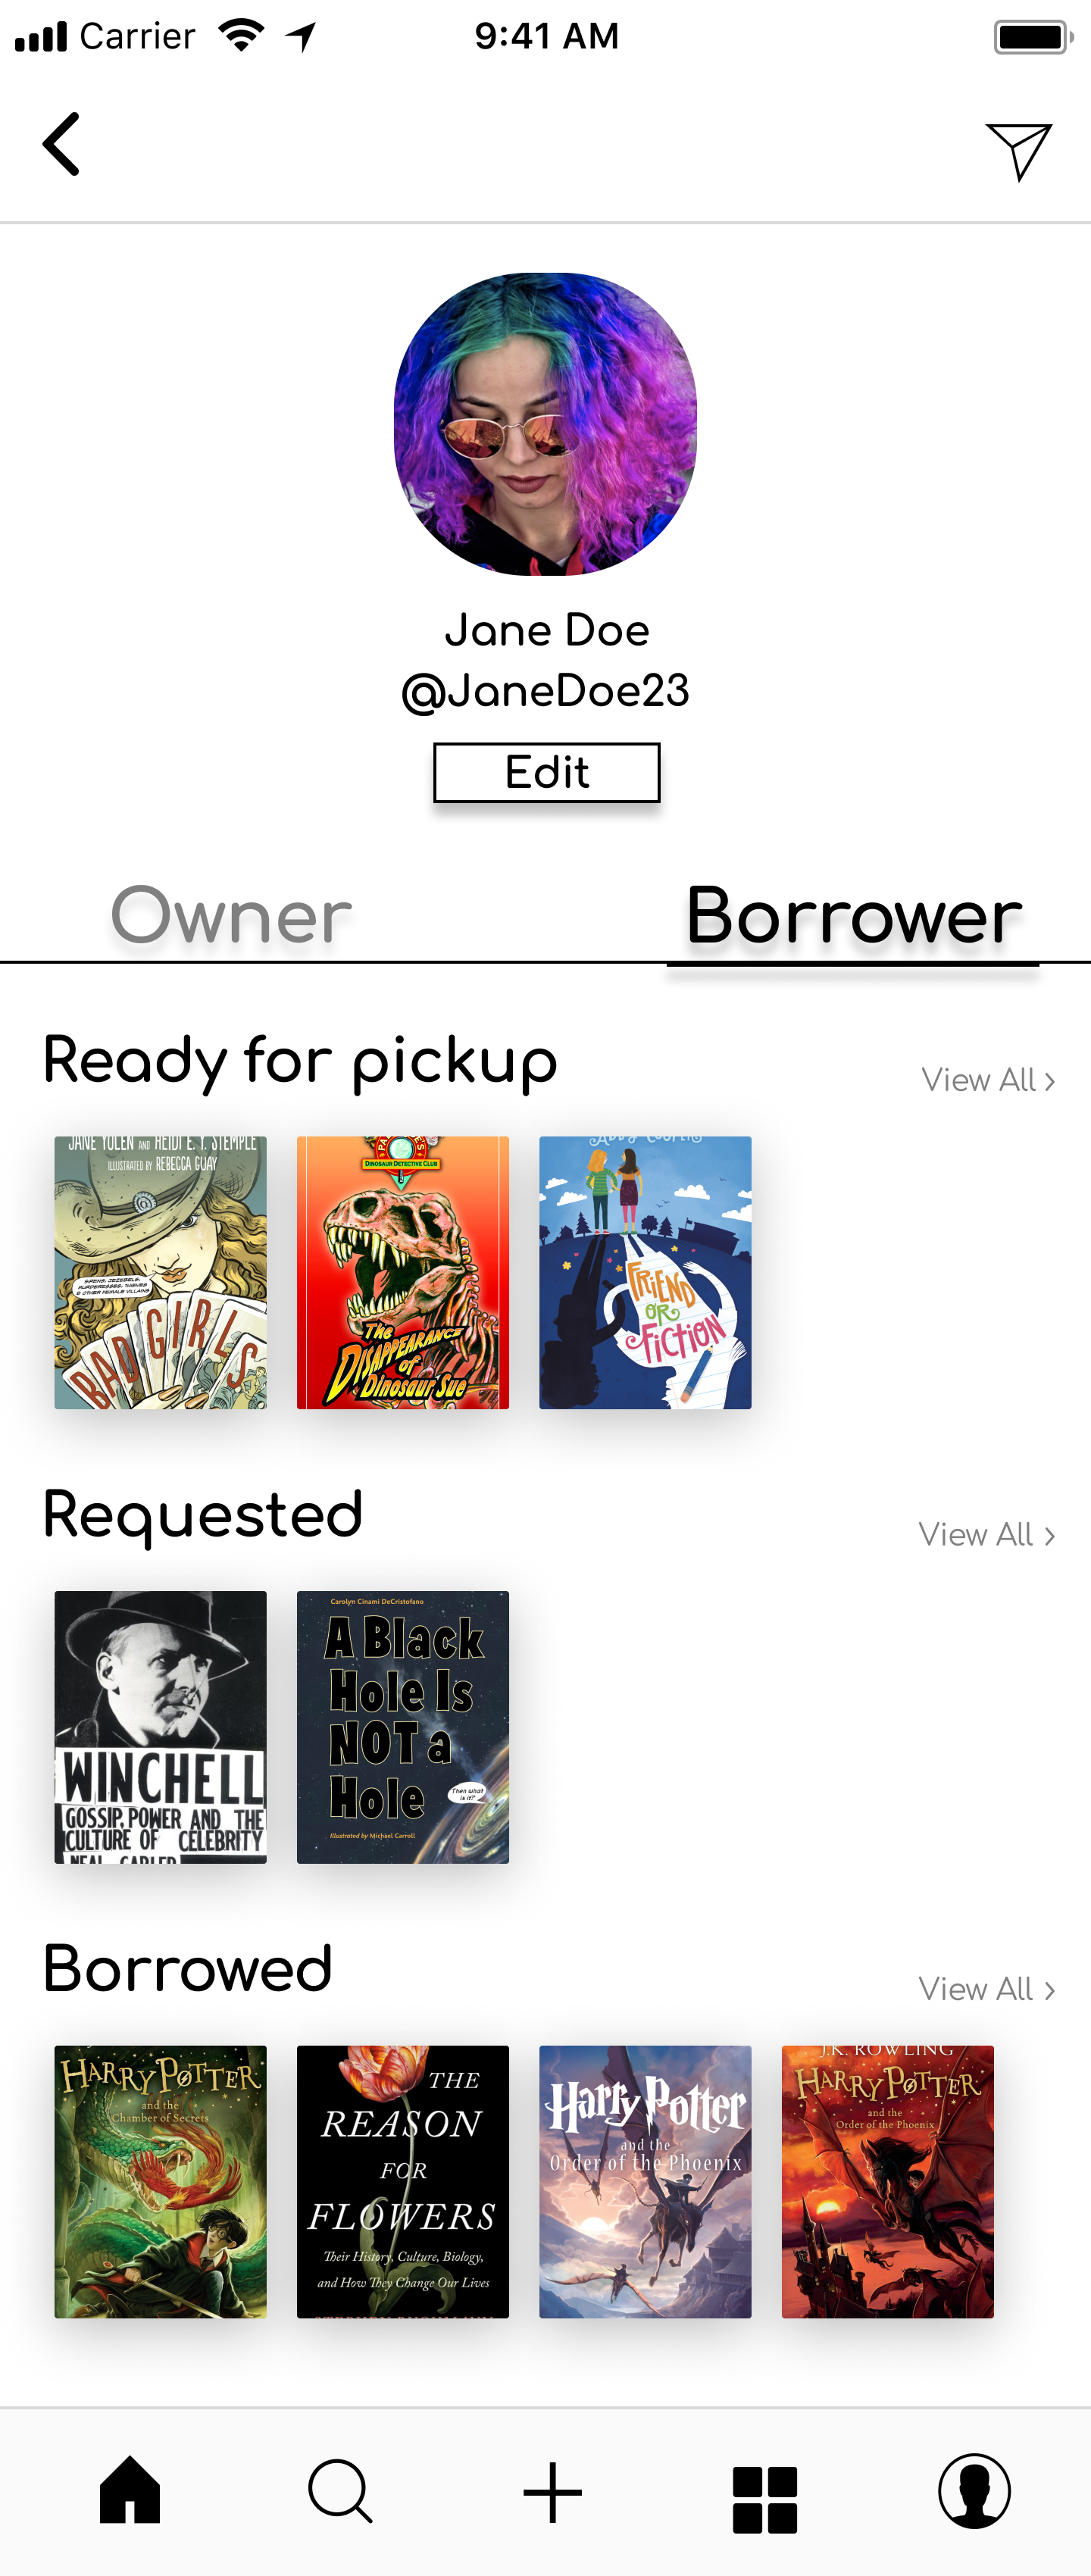 Carrier
9:41 AM
Jane Doe
@JaneDoe23
Edit
Owner
Borrower
Ready for pickup
View All ›
JANE YOLEN AND HEIDI E. Y. STEMPLE
ILLUSTRATED BY REBECCA GUAY
SIRENS, JEZEBELS,
MURDERESSES, THIEVES
& OTHER FEMALE VILLAINS
BAD GIRLS
DINOSAUR DETECTIVE CLUB
The
DISAPPEARANCE
of
Dinosaur Sue
FRIEND
OR
FICTION
Requested
View All ›
WINCHELL
GOSSIP, POWER AND THE
CULTURE OF CELEBRITY
NEAL GABLER
Carolyn Cinami DeCristofano
A Black
Hole Is
NOT a
Hole
Then what
is it?
Illustrated by Michael Carroll
Borrowed
View All ›
HARRY POTTER
and the
Chamber of Secrets
THE
REASON
FOR
FLOWERS
Their History, Culture, Biology,
and How They Change Our Lives
Harry Potter
and the
Order of the Phoenix
J.K. ROWLING
HARRY POTTER
and the
Order of the Phoenix